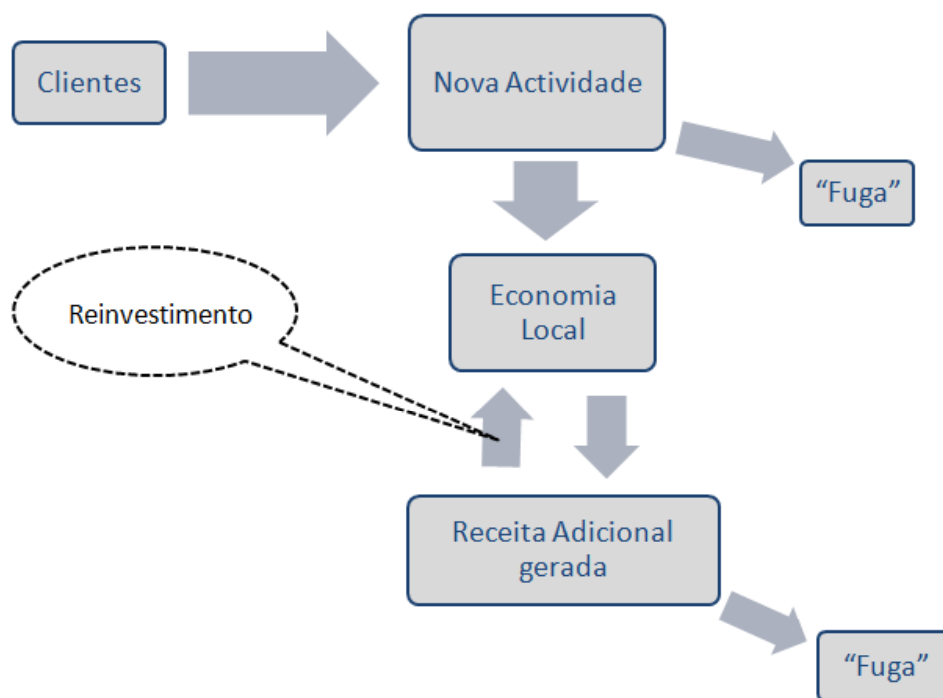 Clientes
Nova Actividade
“Fuga”
Economia
Local
Reinvestimento
Receita Adicional
gerada
“Fuga”